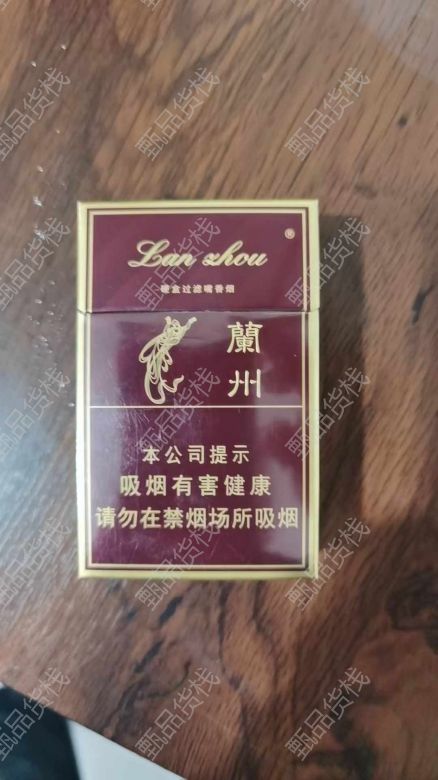 Lan zhou
®
硬盒过滤嘴香烟
蘭
州
本公司提示
吸烟有害健康
请勿在禁烟场所吸烟
甄品货栈